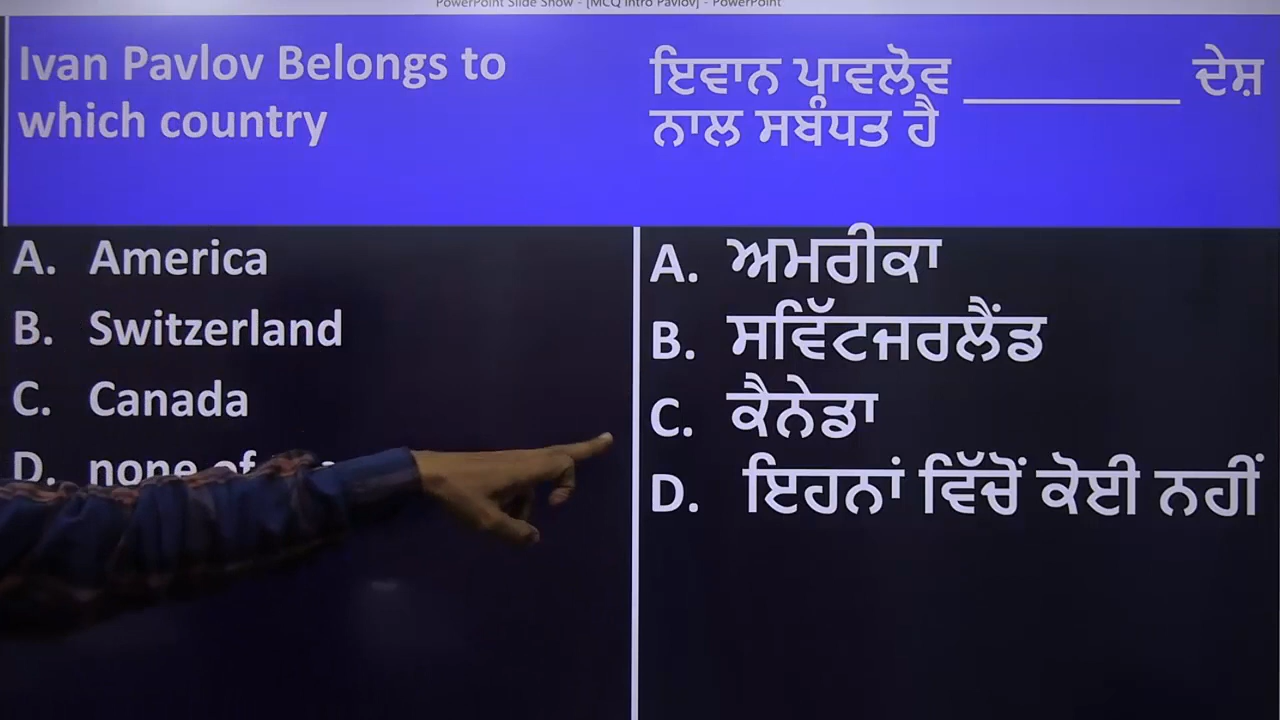 PowerPoint Slide Show - [MCQ Intro Pavlov] - PowerPoint
Ivan Pavlov Belongs to
which country
ਇਵਾਨ ਪ੍ਰਾਵਲੋਵ __________ ਦੇਸ਼
ਨਾਲ ਸਬੰਧਤ ਹੈ
A. America
B. Switzerland
C. Canada
D. none of
A. ਅਮਰੀਕਾ
B. ਸਵਿੱਟਜਰਲੈਂਡ
C. ਕੈਨੇਡਾ
D. ਇਹਨਾਂ ਵਿੱਚੋਂ ਕੋਈ ਨਹੀਂ